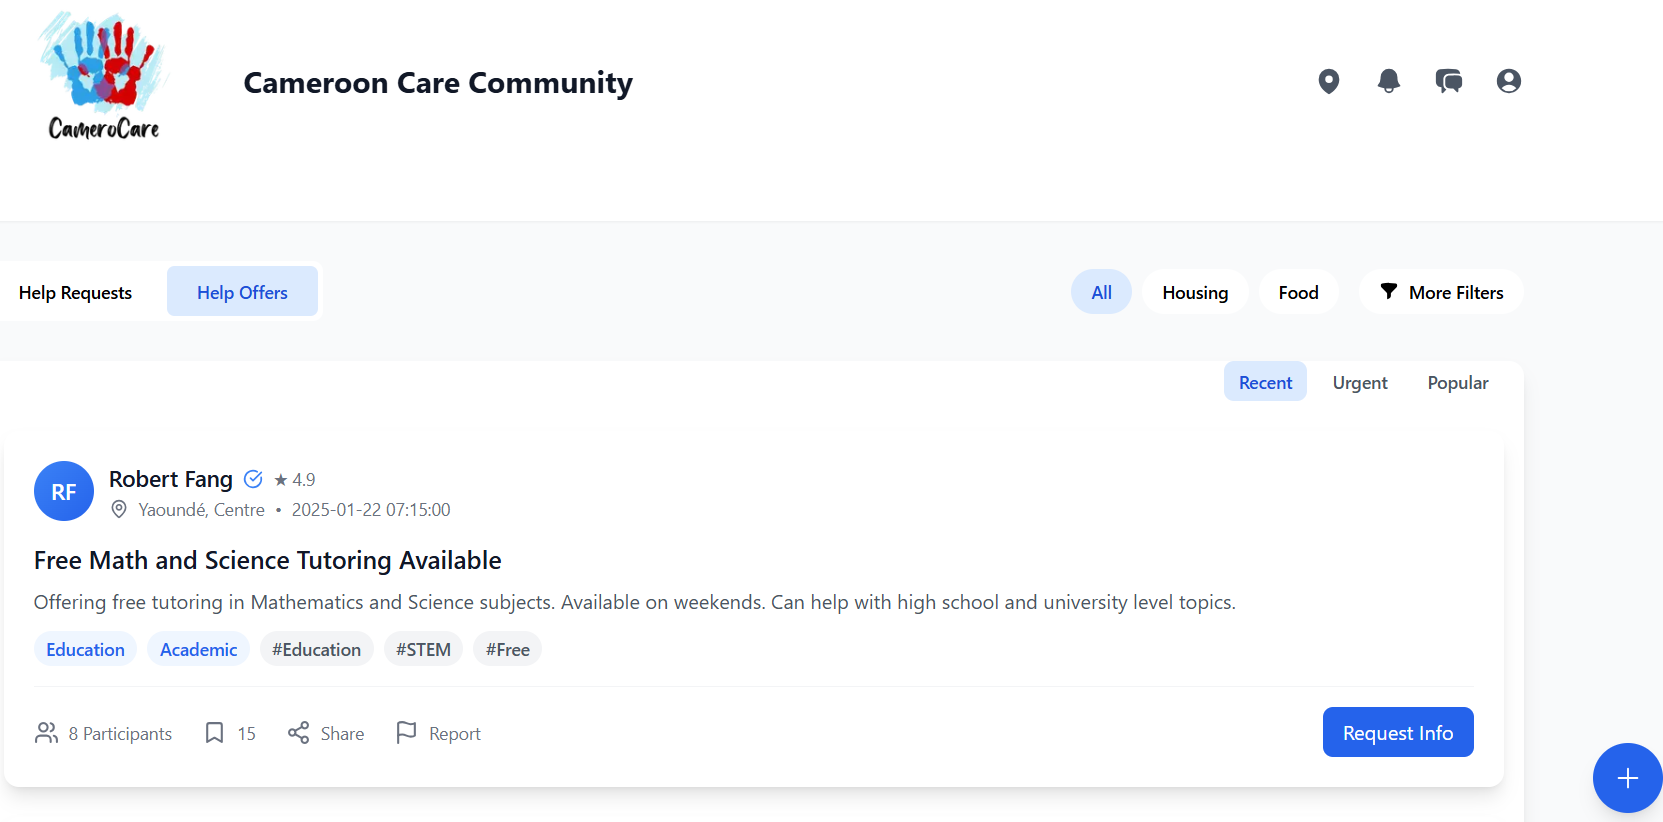 CameroCare
Cameroon Care Community
Help Requests
Help Offers
All
Housing
Food
More Filters
Recent
Urgent
Popular
RF
Robert Fang ★ 4.9
Yaoundé, Centre • 2025-01-22 07:15:00
Free Math and Science Tutoring Available
Offering free tutoring in Mathematics and Science subjects. Available on weekends. Can help with high school and university level topics.
Education
Academic
#Education
#STEM
#Free
8 Participants
15
Share
Report
Request Info